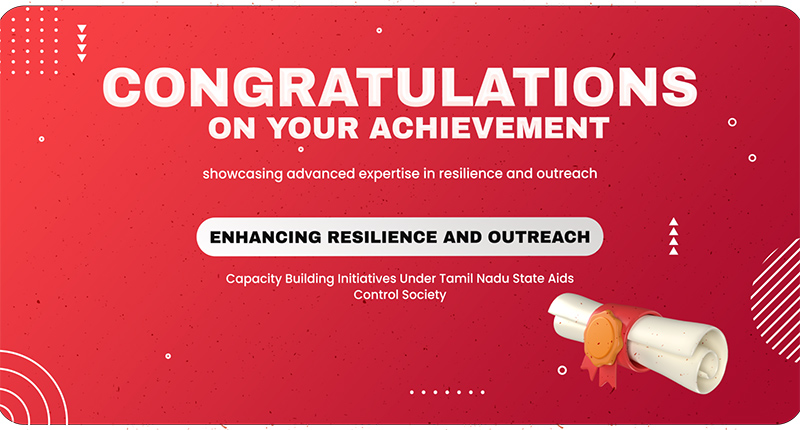 CONGRATULATIONS
ON YOUR ACHIEVEMENT
showcasing advanced expertise in resilience and outreach
ENHANCING RESILIENCE AND OUTREACH
Capacity Building Initiatives Under Tamil Nadu State Aids
Control Society